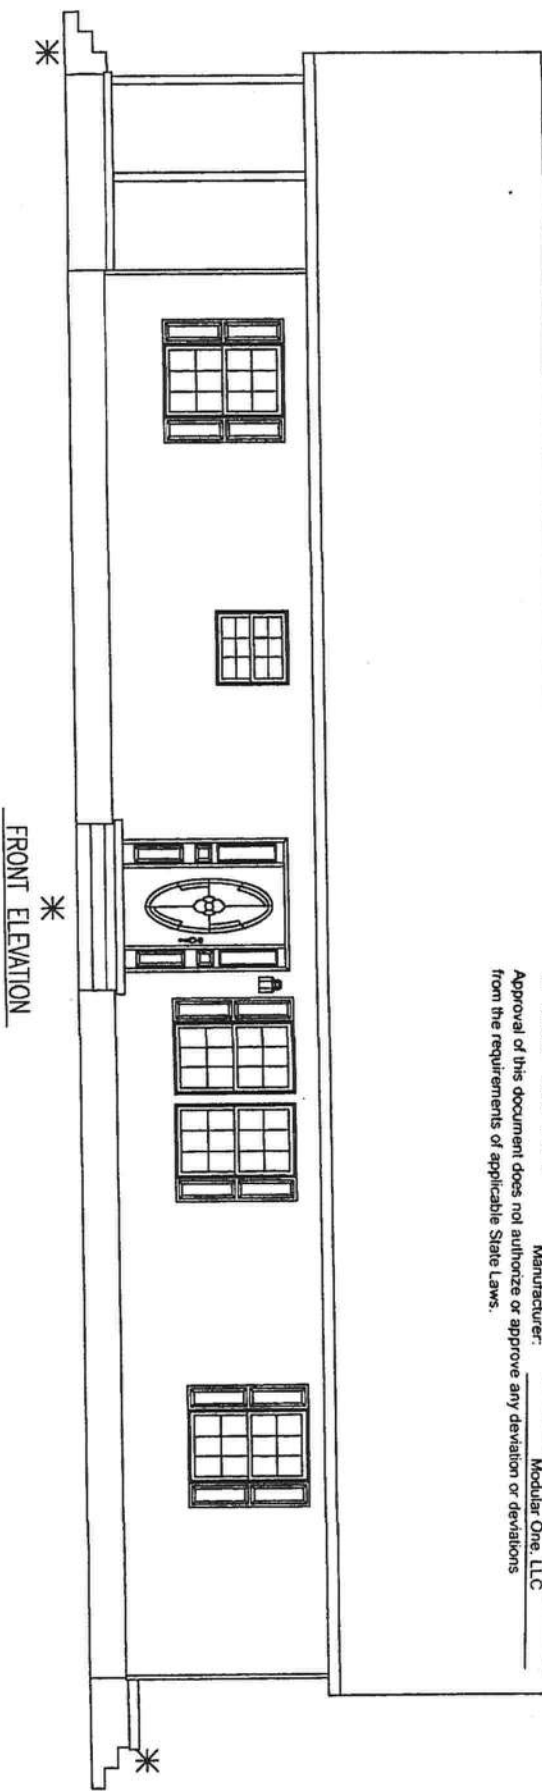 Manufacturer: Modular One, LLC
Approval of this document does not authorize or approve any deviation or deviations
from the requirements of applicable State Laws.
FRONT ELEVATION